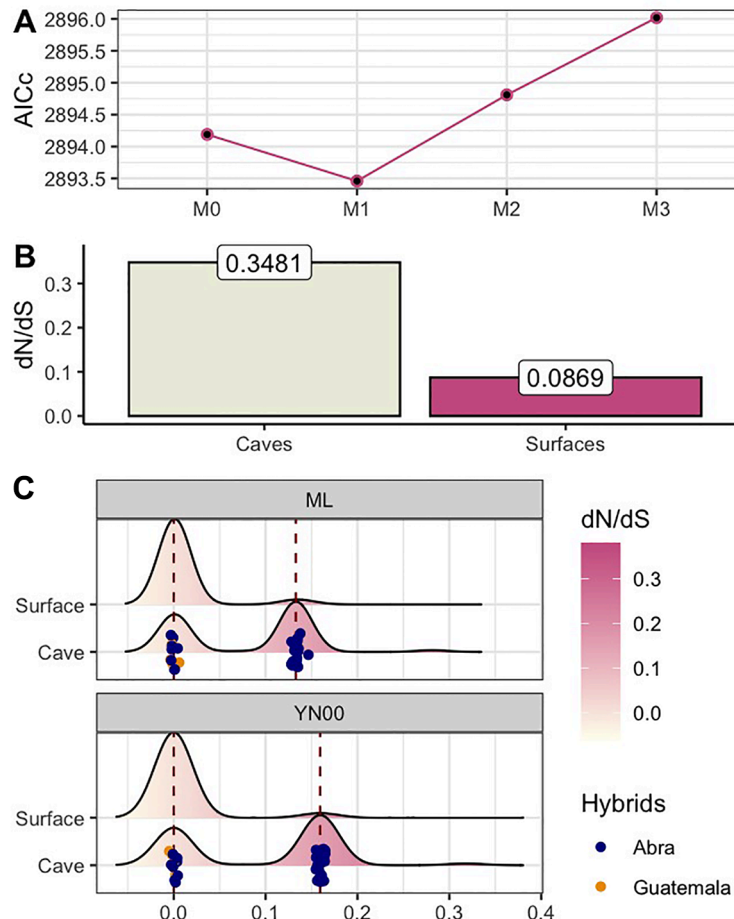 A
AICc
2896.0
2895.5
2895.0
2894.5
2894.0
2893.5
M0 M1 M2 M3
B
dN/dS
0.3
0.2
0.1
0.0
0.3481
0.0869
Caves Surfaces
C
ML
Surface
Cave
YN00
Surface
Cave
0.0 0.1 0.2 0.3 0.4
dN/dS
0.3
0.2
0.1
0.0
Hybrids
Abra
Guatemala